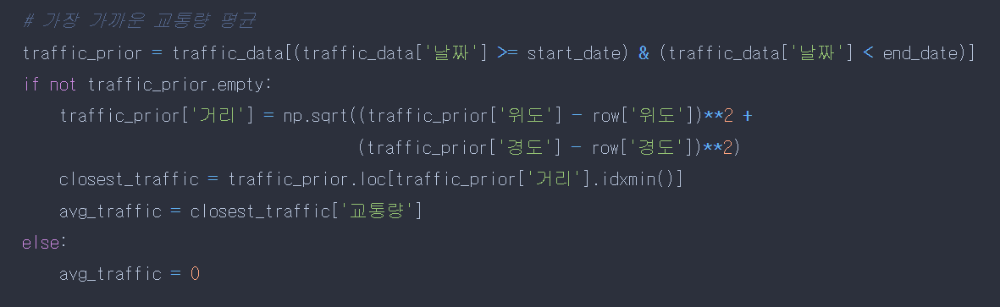 # 가장 가까운 교통량 평균
traffic_prior = traffic_data[(traffic_data['날짜'] >= start_date) & (traffic_data['날짜'] < end_date)]
if not traffic_prior.empty:
    traffic_prior['거리'] = np.sqrt((traffic_prior['위도'] - row['위도'])**2 +
                                    (traffic_prior['경도'] - row['경도'])**2)
    closest_traffic = traffic_prior.loc[traffic_prior['거리'].idxmin()]
    avg_traffic = closest_traffic['교통량']
else:
    avg_traffic = 0